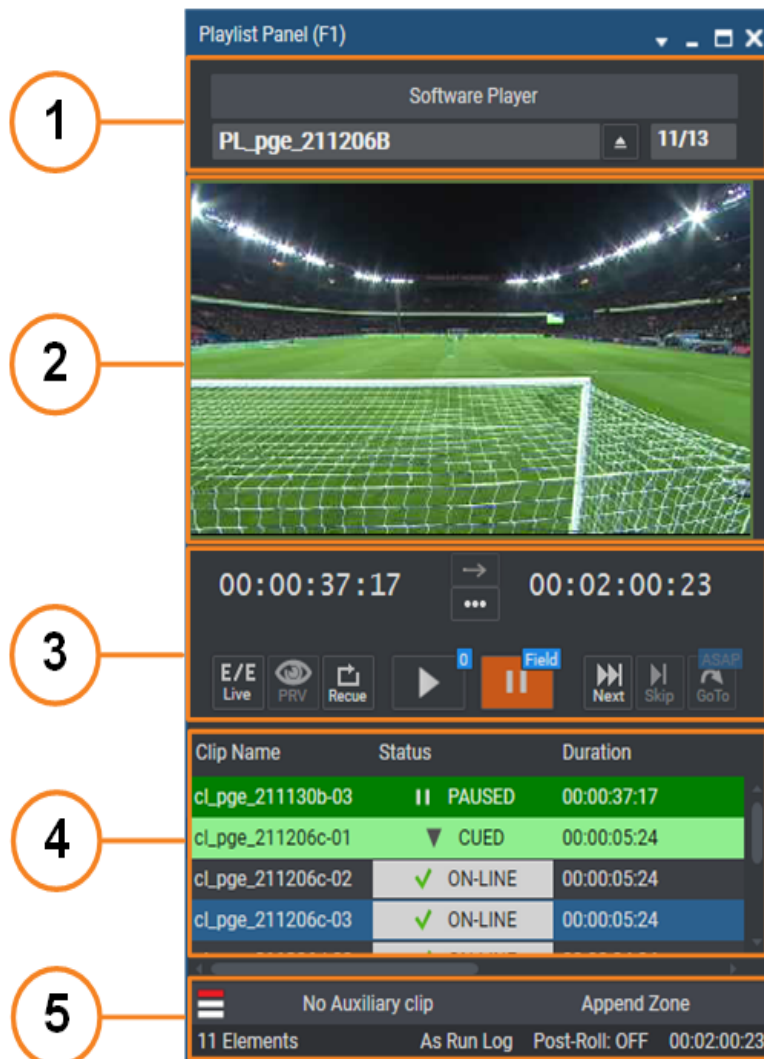 Playlist Panel (F1)
1
Software Player
PL_pge_211206B 11/13
2
3
00:00:37:17 00:02:00:23
E/E Live PRV Recue 0 Field Next Skip ASAP GoTo
4
Clip Name Status Duration
cl_pge_211130b-03 PAUSED 00:00:37:17
cl_pge_211206c-01 CUED 00:00:05:24
cl_pge_211206c-02 ON-LINE 00:00:05:24
cl_pge_211206c-03 ON-LINE 00:00:05:24
5
No Auxiliary clip Append Zone
11 Elements As Run Log Post-Roll: OFF 00:02:00:23